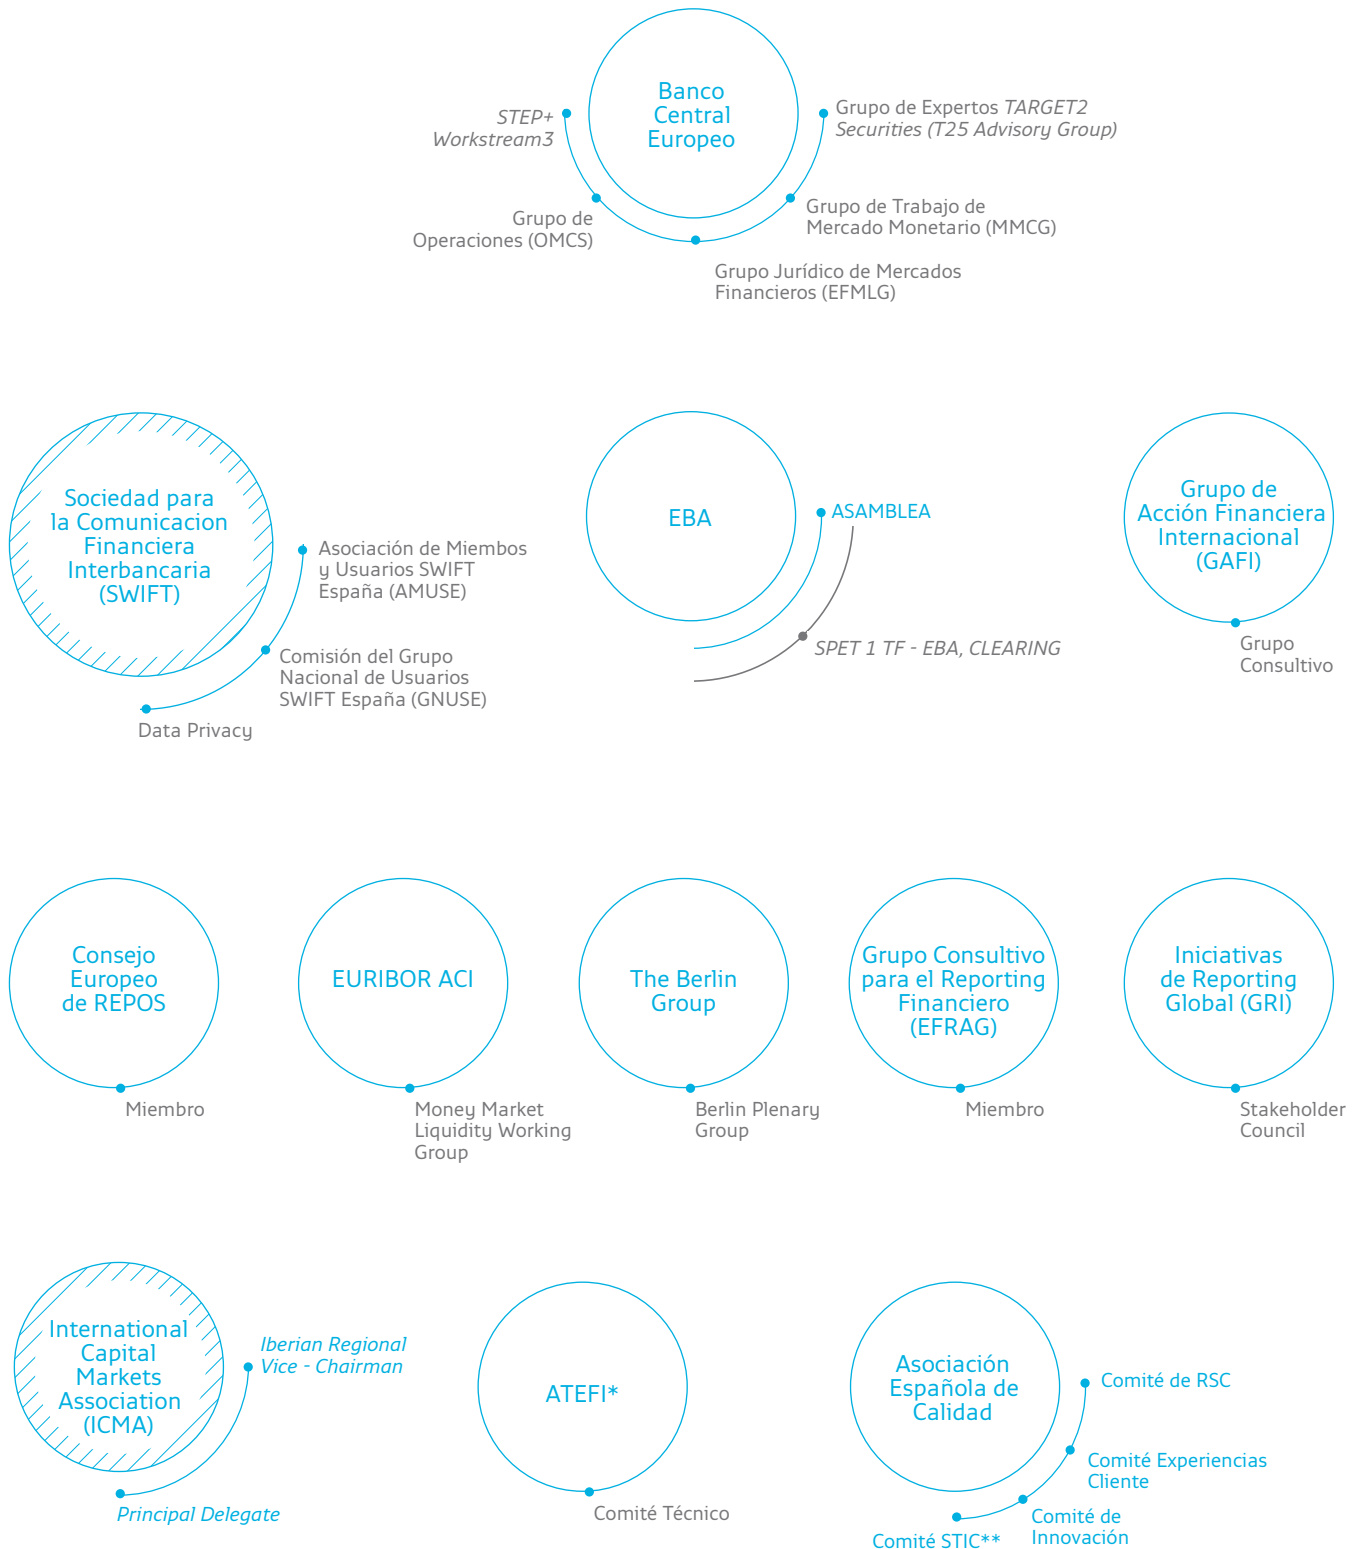 Banco
Central
Europeo
STEP+
Workstream3
Grupo de Expertos TARGET2
Securities (T25 Advisory Group)
Grupo de
Operaciones (OMCS)
Grupo de Trabajo de
Mercado Monetario (MMCG)
Grupo Jurídico de Mercados
Financieros (EFMLG)
Sociedad para
la Comunicacion
Financiera
Interbancaria
(SWIFT)
Asociación de Miembos
y Usuarios SWIFT
España (AMUSE)
Comisión del Grupo
Nacional de Usuarios
SWIFT España (GNUSE)
Data Privacy
EBA
ASAMBLEA
SPET 1 TF - EBA, CLEARING
Grupo de
Acción Financiera
Internacional
(GAFI)
Grupo
Consultivo
Consejo
Europeo
de REPOS
Miembro
EURIBOR ACI
Money Market
Liquidity Working
Group
The Berlin
Group
Berlin Plenary
Group
Grupo Consultivo
para el Reporting
Financiero
(EFRAG)
Miembro
Iniciativas
de Reporting
Global (GRI)
Stakeholder
Council
International
Capital
Markets
Association
(ICMA)
Iberian Regional
Vice - Chairman
Principal Delegate
ATEFI*
Comité Técnico
Asociación
Española de
Calidad
Comité de RSC
Comité Experiencias
Cliente
Comité de
Innovación
Comité STIC**